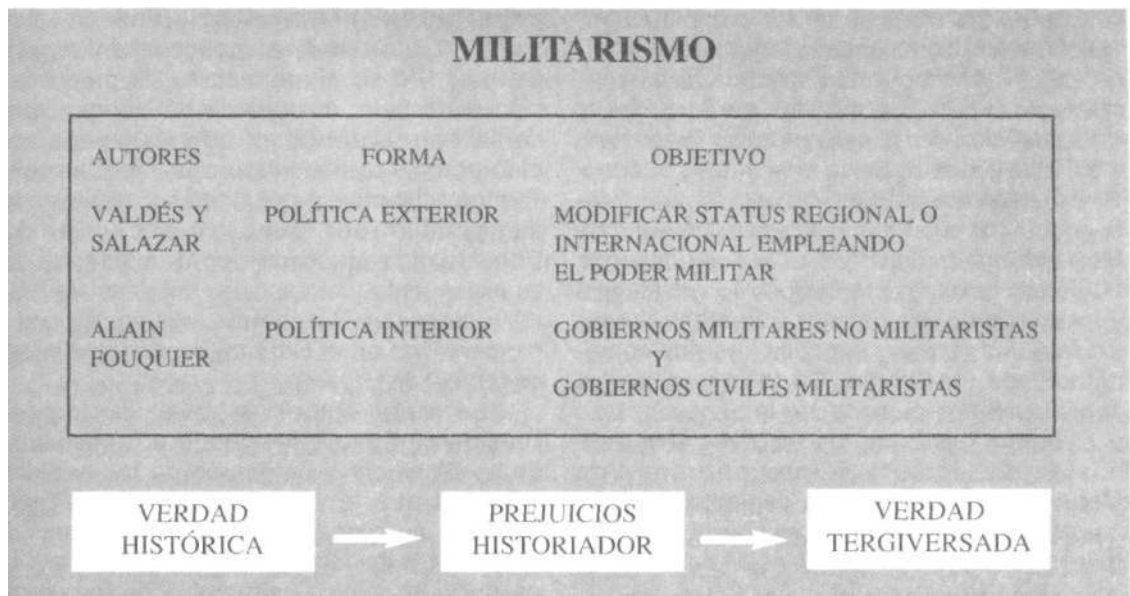 MILITARISMO
AUTORES FORMA OBJETIVO
VALDÉS Y POLÍTICA EXTERIOR MODIFICAR STATUS REGIONAL O
SALAZAR INTERNACIONAL EMPLEANDO
EL PODER MILITAR
ALAIN POLÍTICA INTERIOR GOBIERNOS MILITARES NO MILITARISTAS
FOUQUIER Y
GOBIERNOS CIVILES MILITARISTAS
VERDAD PREJUICIOS VERDAD
HISTÓRICA HISTORIADOR TERGIVERSADA